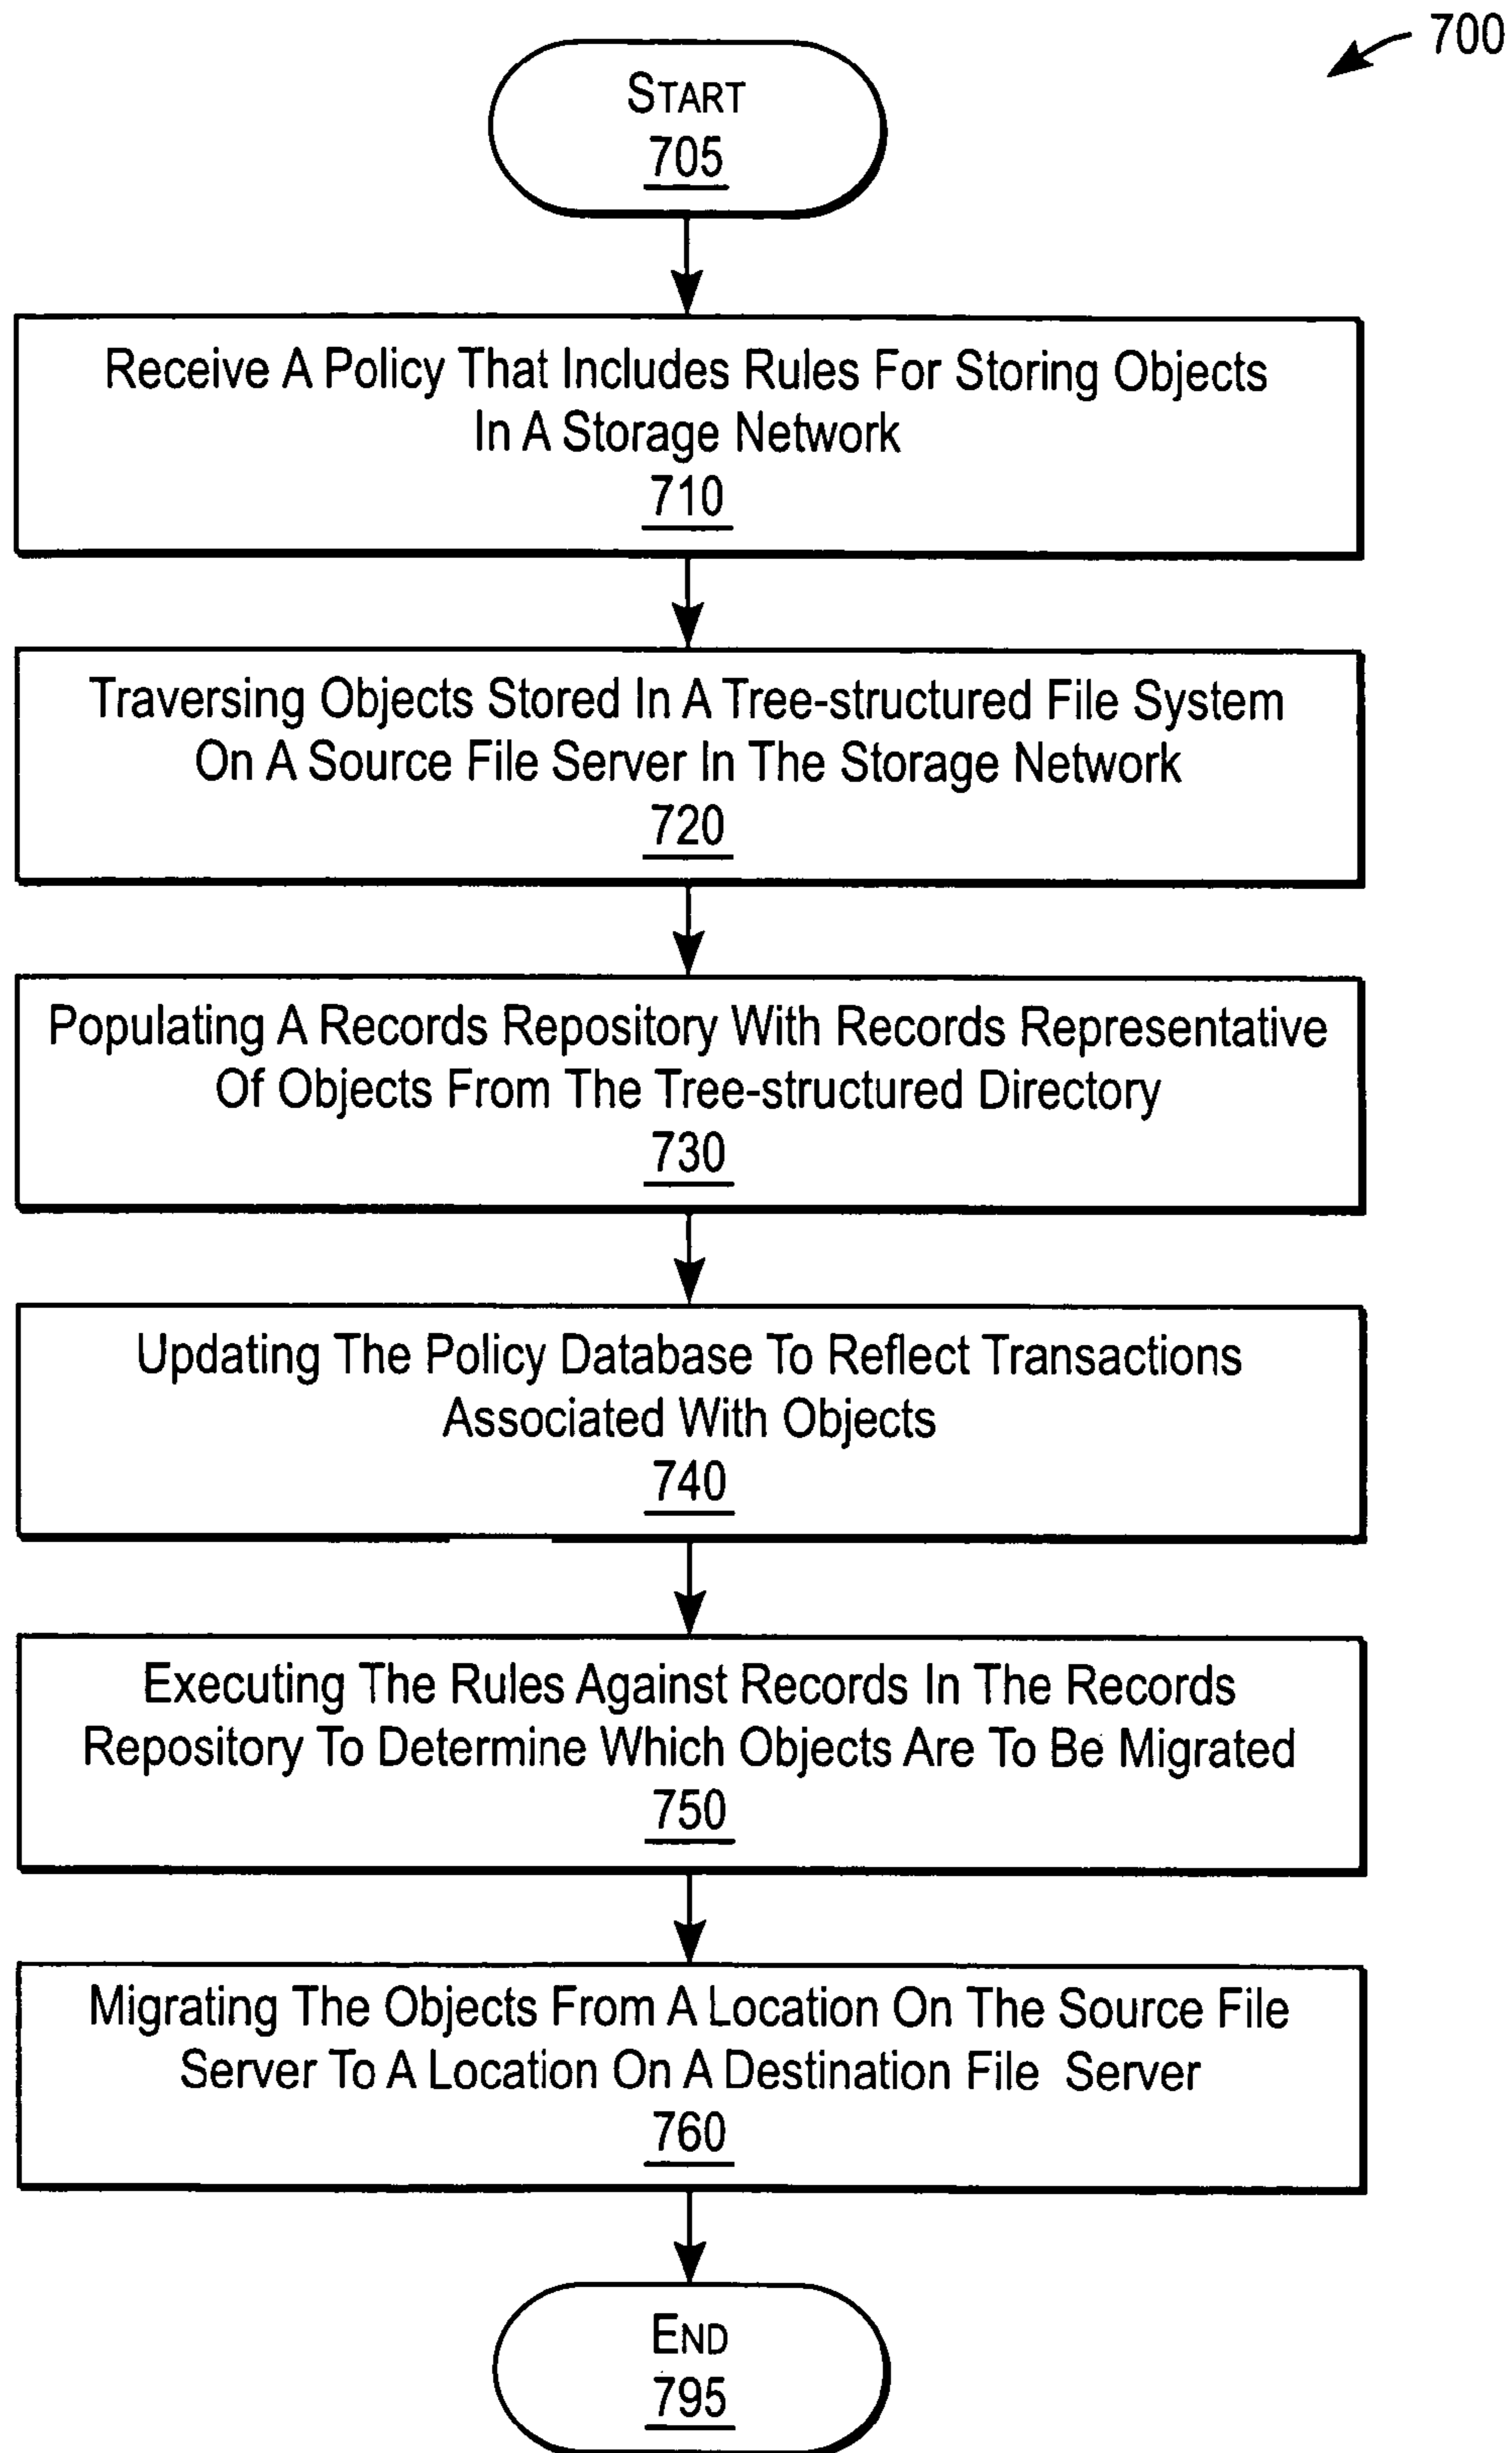 700
START
705
Receive A Policy That Includes Rules For Storing Objects
In A Storage Network
710
Traversing Objects Stored In A Tree-structured File System
On A Source File Server In The Storage Network
720
Populating A Records Repository With Records Representative
Of Objects From The Tree-structured Directory
730
Updating The Policy Database To Reflect Transactions
Associated With Objects
740
Executing The Rules Against Records In The Records
Repository To Determine Which Objects Are To Be Migrated
750
Migrating The Objects From A Location On The Source File
Server To A Location On A Destination File Server
760
END
795